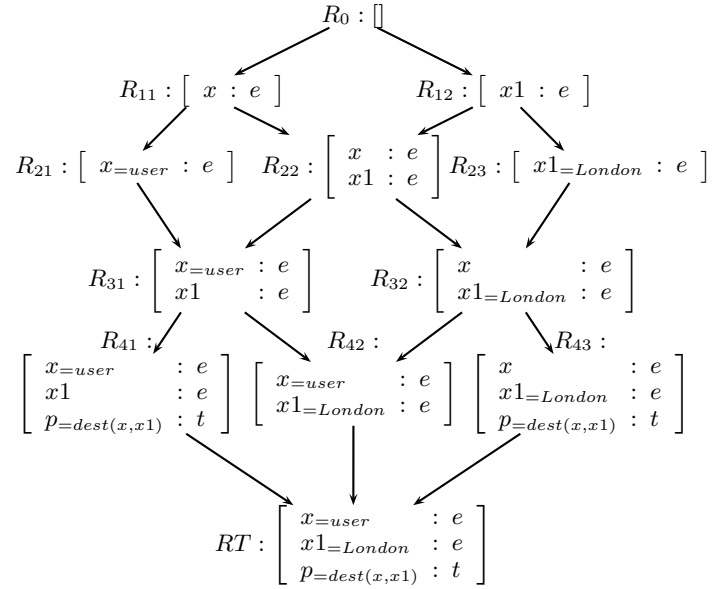 R₀ : []
R₁₁ : [ x : e ] R₁₂ : [ x1 : e ]
R₂₁ : [ x₌user : e ] R₂₂ : [ x : e R₂₃ : [ x1₌London : e ]
x1 : e ]
R₃₁ : [ x₌user : e R₃₂ : [ x : e
x1 : e ] x1₌London : e ]
R₄₁ : R₄₂ : R₄₃ :
[ x₌user : e [ x₌user : e [ x : e
x1 : e x1₌London : e ] x1₌London : e
p₌dest(x,x1) : t ] p₌dest(x,x1) : t ]
RT : [ x₌user : e
x1₌London : e
p₌dest(x,x1) : t ]